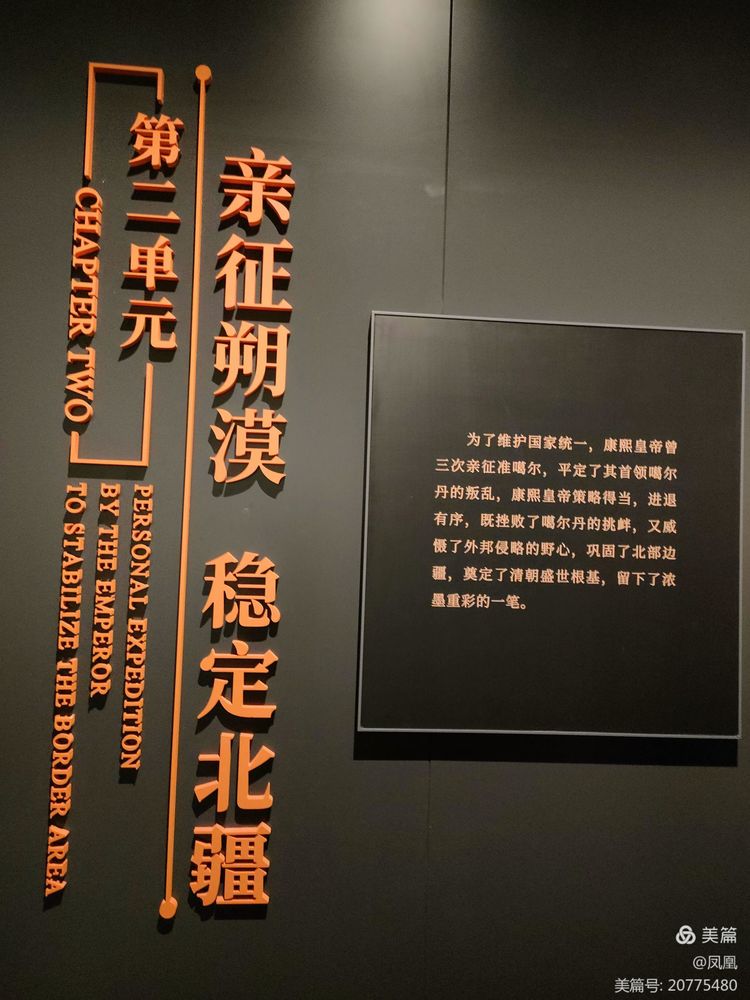 第二单元
CHAPTER TWO
亲征朔漠 稳定北疆
PERSONAL EXPEDITION
BY THE EMPEROR
TO STABILIZE THE BORDER AREA
为了维护国家统一，康熙皇帝曾
三次亲征准噶尔，平定了其首领噶尔
丹的叛乱，康熙皇帝策略得当，进退
有序，既挫败了噶尔丹的挑衅，又威
慑了外邦侵略的野心，巩固了北部边
疆，奠定了清朝盛世根基，留下了浓
墨重彩的一笔。
美篇
@凤凰
美篇号: 20775480